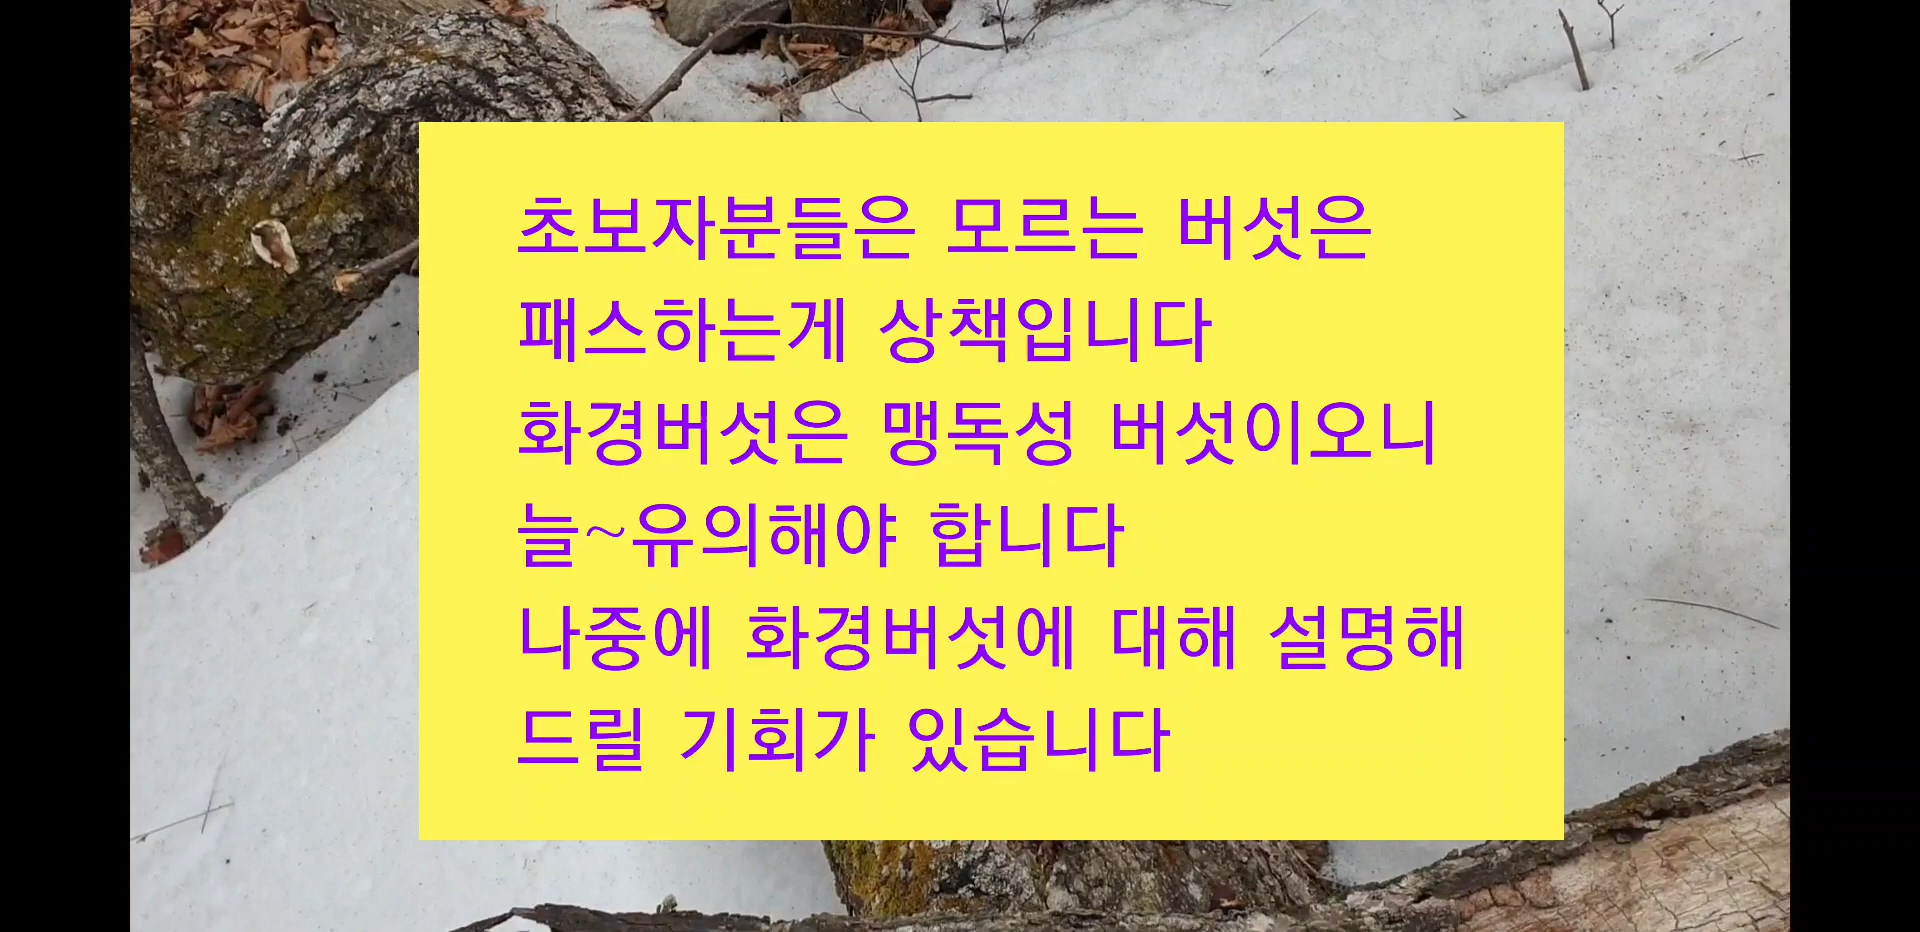 초보자분들은 모르는 버섯은
패스하는게 상책입니다
화경버섯은 맹독성 버섯이오니
늘~유의해야 합니다
나중에 화경버섯에 대해 설명해
드릴 기회가 있습니다